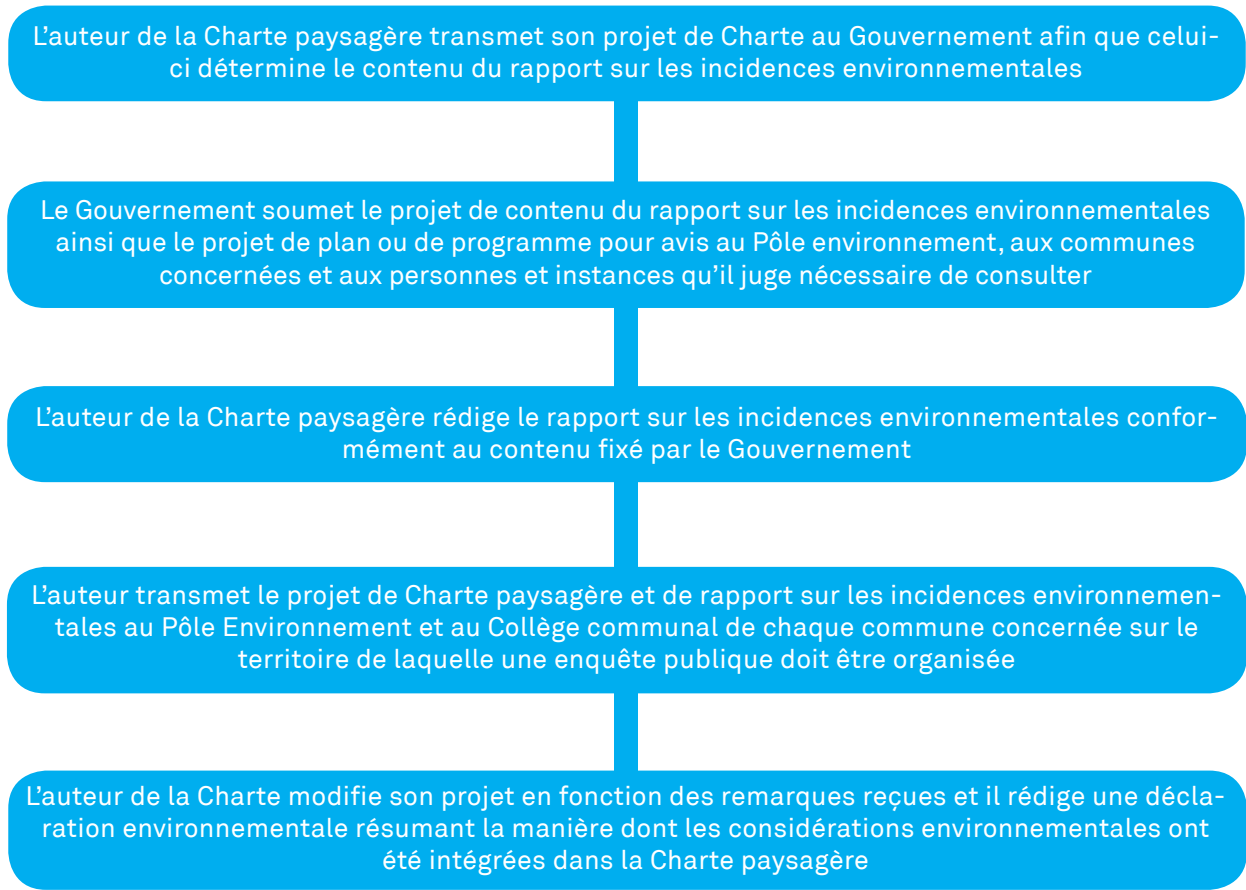 L’auteur de la Charte paysagère transmet son projet de Charte au Gouvernement afin que celui-
ci détermine le contenu du rapport sur les incidences environnementales
Le Gouvernement soumet le projet de contenu du rapport sur les incidences environnementales
ainsi que le projet de plan ou de programme pour avis au Pôle environnement, aux communes
concernées et aux personnes et instances qu’il juge nécessaire de consulter
L’auteur de la Charte paysagère rédige le rapport sur les incidences environnementales confor-
mément au contenu fixé par le Gouvernement
L’auteur transmet le projet de Charte paysagère et de rapport sur les incidences environnemen-
tales au Pôle Environnement et au Collège communal de chaque commune concernée sur le
territoire de laquelle une enquête publique doit être organisée
L’auteur de la Charte modifie son projet en fonction des remarques reçues et il rédige une décla-
ration environnementale résumant la manière dont les considérations environnementales ont
été intégrées dans la Charte paysagère